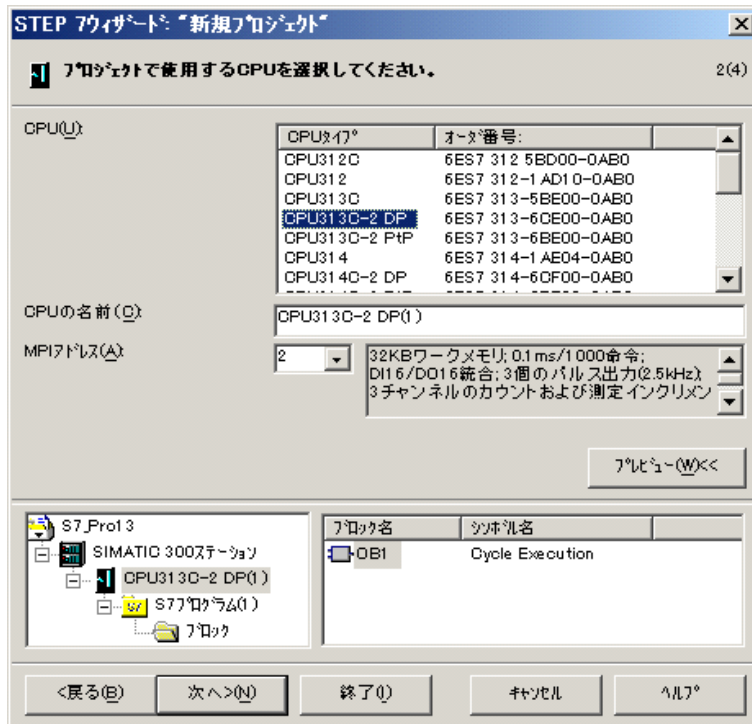 STEP 7ウィザード: "新規プロジェクト"
プロジェクトで使用するCPUを選択してください。 2(4)
CPU(U):
CPUタイプ オーダ番号:
CPU312C 6ES7 312 5BD00-0AB0
CPU312 6ES7 312-1AD10-0AB0
CPU313C 6ES7 313-5BE00-0AB0
CPU313C-2 DP 6ES7 313-6CE00-0AB0
CPU313C-2 PtP 6ES7 313-6BE00-0AB0
CPU314 6ES7 314-1AE04-0AB0
CPU314C-2 DP 6ES7 314-6CF00-0AB0
CPUの名前(C): CPU313C-2 DP(1)
MPIアドレス(A): 2
32KBワークメモリ; 0.1ms/1000命令;
DI16/DO16統合; 3個のパルス出力(2.5kHz);
3チャンネルのカウントおよび測定インクリメン
プレビュー(W)<<
S7_Pro13
SIMATIC 300ステーション
CPU313C-2 DP(1)
S7プログラム(1)
ブロック
ブロック名 シンボル名
OB1 Cycle Execution
<戻る(B) 次へ>(N) 終了(I) キャンセル ヘルプ